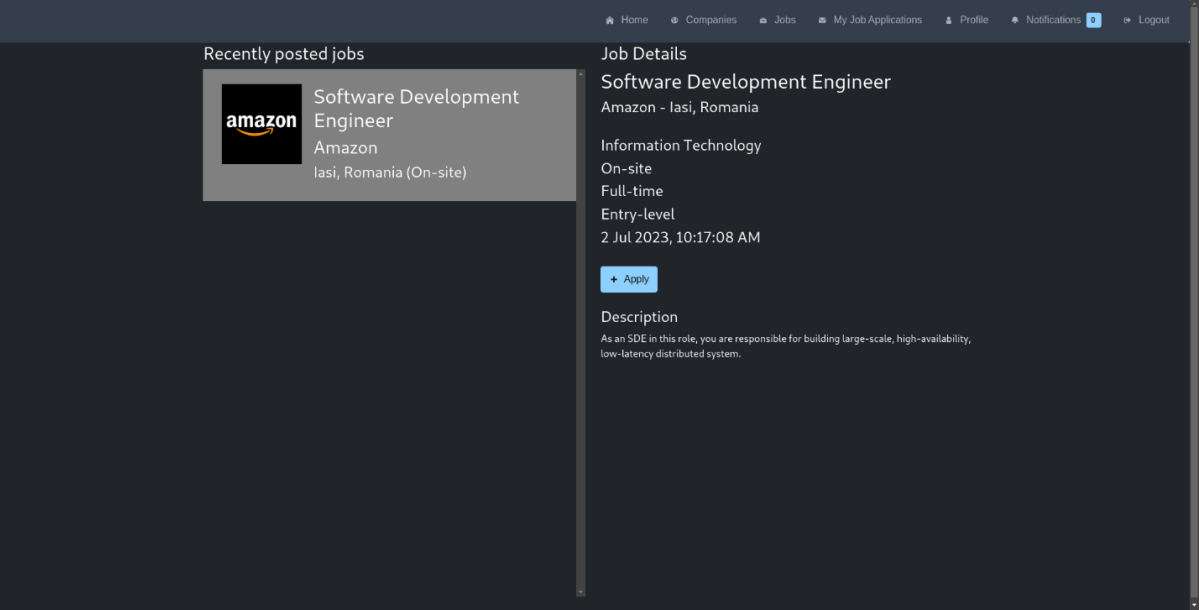 Home Companies Jobs My Job Applications Profile Notifications 0 Logout
Recently posted jobs
amazon
Software Development
Engineer
Amazon
Iasi, Romania (On-site)
Job Details
Software Development Engineer
Amazon - Iasi, Romania
Information Technology
On-site
Full-time
Entry-level
2 Jul 2023, 10:17:08 AM
+ Apply
Description
As an SDE in this role, you are responsible for building large-scale, high-availability,
low-latency distributed system.